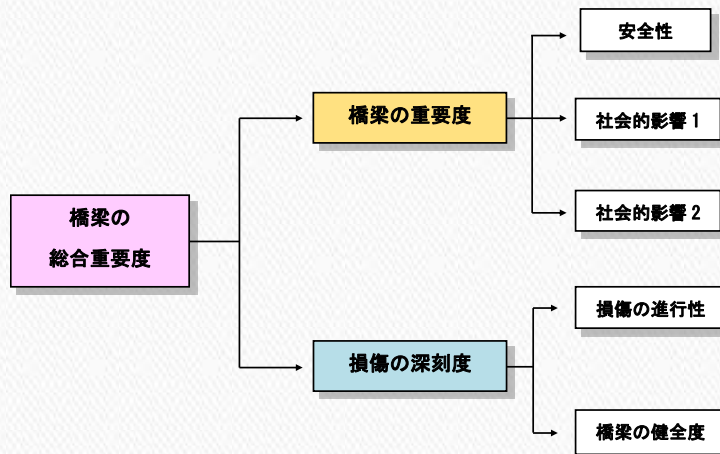 安全性
橋梁の重要度
社会的影響1
社会的影響2
橋梁の
総合重要度
損傷の進行性
損傷の深刻度
橋梁の健全度